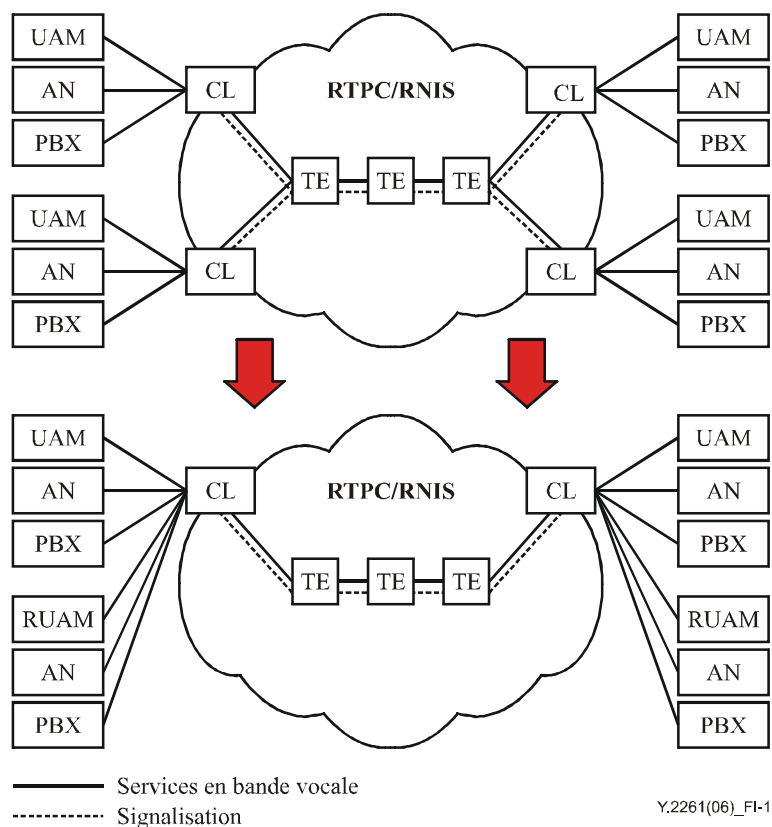 UAM
UAM
CL
RTPC/RNIS
CL
AN
AN
PBX
PBX
TE
TE
TE
UAM
UAM
CL
CL
AN
AN
PBX
PBX
UAM
UAM
CL
RTPC/RNIS
CL
AN
AN
PBX
PBX
TE
TE
TE
RUAM
RUAM
AN
AN
PBX
PBX
Services en bande vocale
Signalisation
Y.2261(06)_FI-1